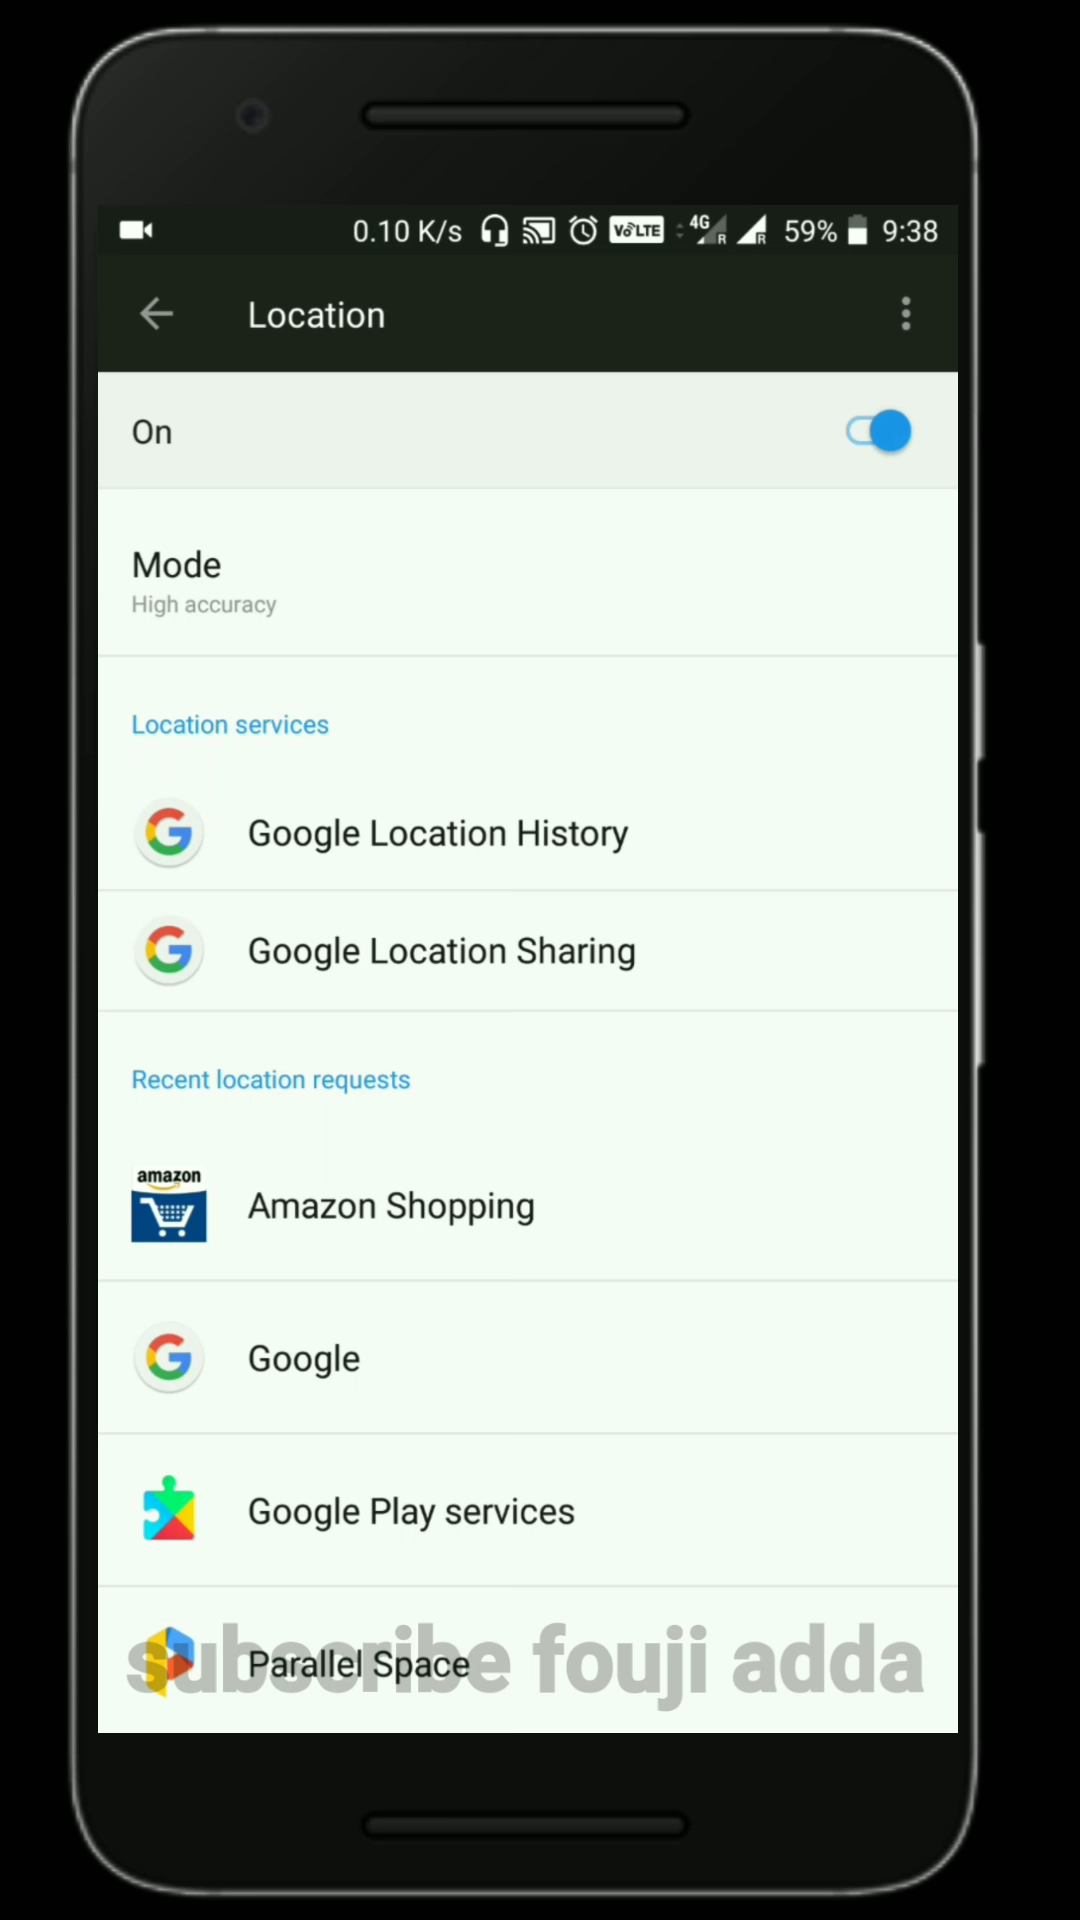 0.10 K/s VoLTE 4G R R 59% 9:38
Location
On
Mode
High accuracy
Location services
Google Location History
Google Location Sharing
Recent location requests
amazon
Amazon Shopping
Google
Google Play services
Parallel Space
subscribe fouji adda